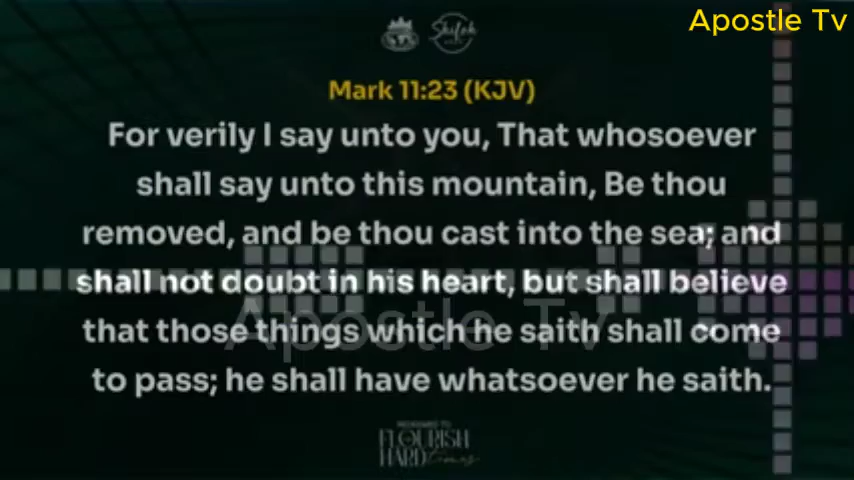 Apostle Tv
Shiloh
Mark 11:23 (KJV)
For verily I say unto you, That whosoever
shall say unto this mountain, Be thou
removed, and be thou cast into the sea; and
shall not doubt in his heart, but shall believe
that those things which he saith shall come
Apostle Tv
to pass; he shall have whatsoever he saith.
FLOURISH
HARD times